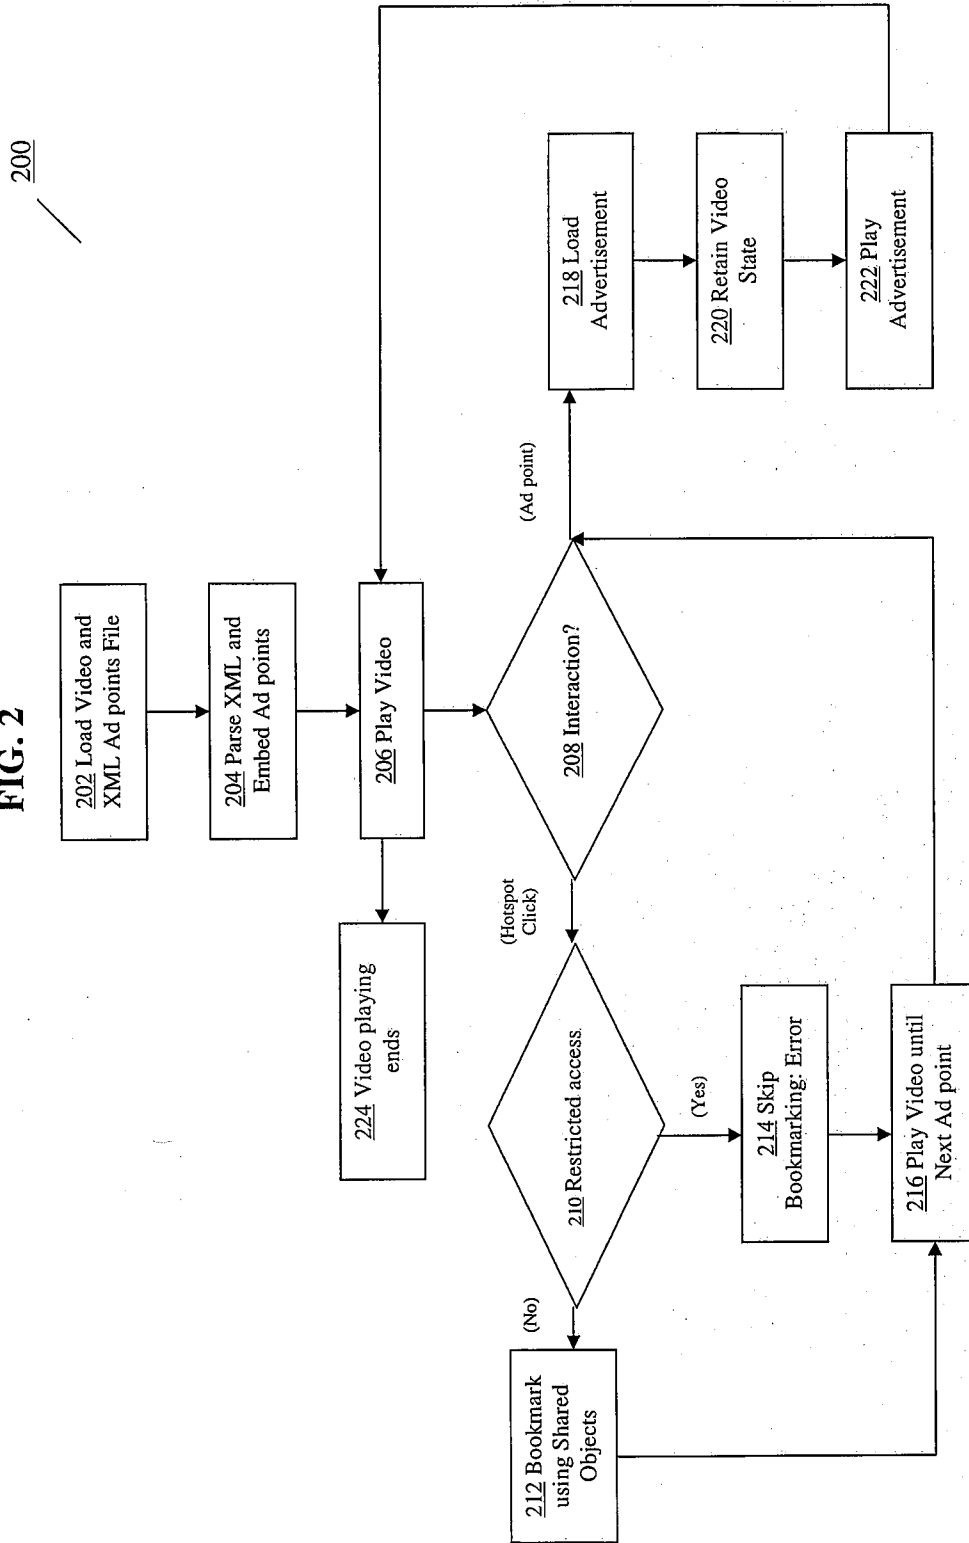 FIG. 2
200
202 Load Video and
XML Ad points File
204 Parse XML and
Embed Ad points
206 Play Video
224 Video playing
ends
208 Interaction?
(Hotspot
Click)
(Ad point)
210 Restricted access
(No)
(Yes)
212 Bookmark
using Shared
Objects
214 Skip
Bookmarking: Error
216 Play Video until
Next Ad point
218 Load
Advertisement
220 Retain Video
State
222 Play
Advertisement